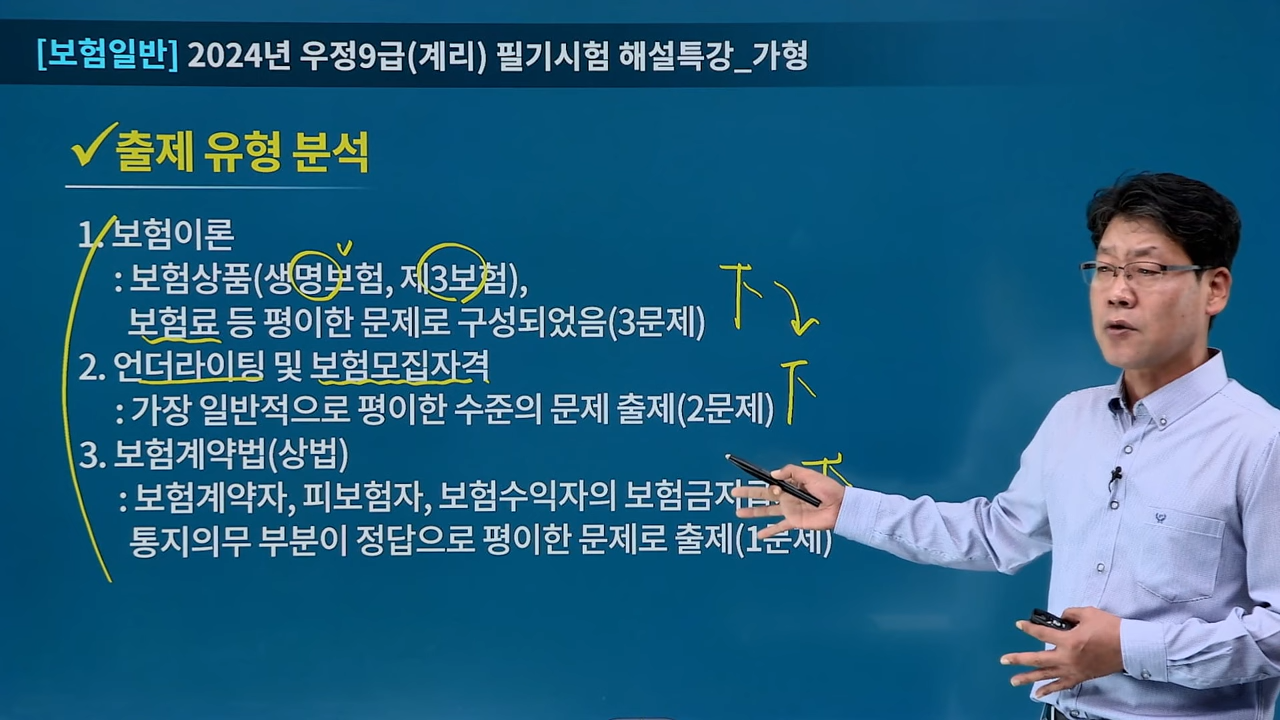 [보험일반] 2024년 우정9급(계리) 필기시험 해설특강_가형
출제 유형 분석
1. 보험이론
: 보험상품(생명보험, 제3보험),
보험료 등 평이한 문제로 구성되었음(3문제)
下
2. 언더라이팅 및 보험모집자격
: 가장 일반적으로 평이한 수준의 문제 출제(2문제)
下
3. 보험계약법(상법)
: 보험계약자, 피보험자, 보험수익자의
통지의무 부분이 정답으로 평이한 문제로 출제(1문제)